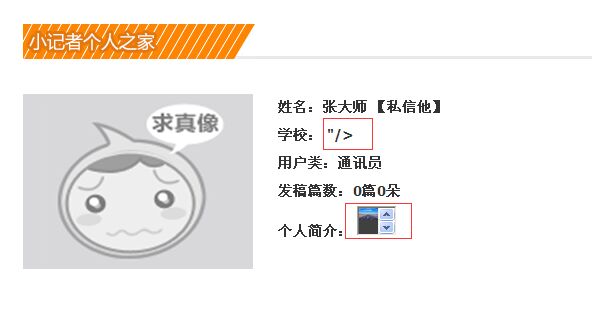 小记者个人之家
求真像
姓名：张大师【私信他】
学校： "/>
用户类：通讯员
发稿篇数：0篇0朵
个人简介：